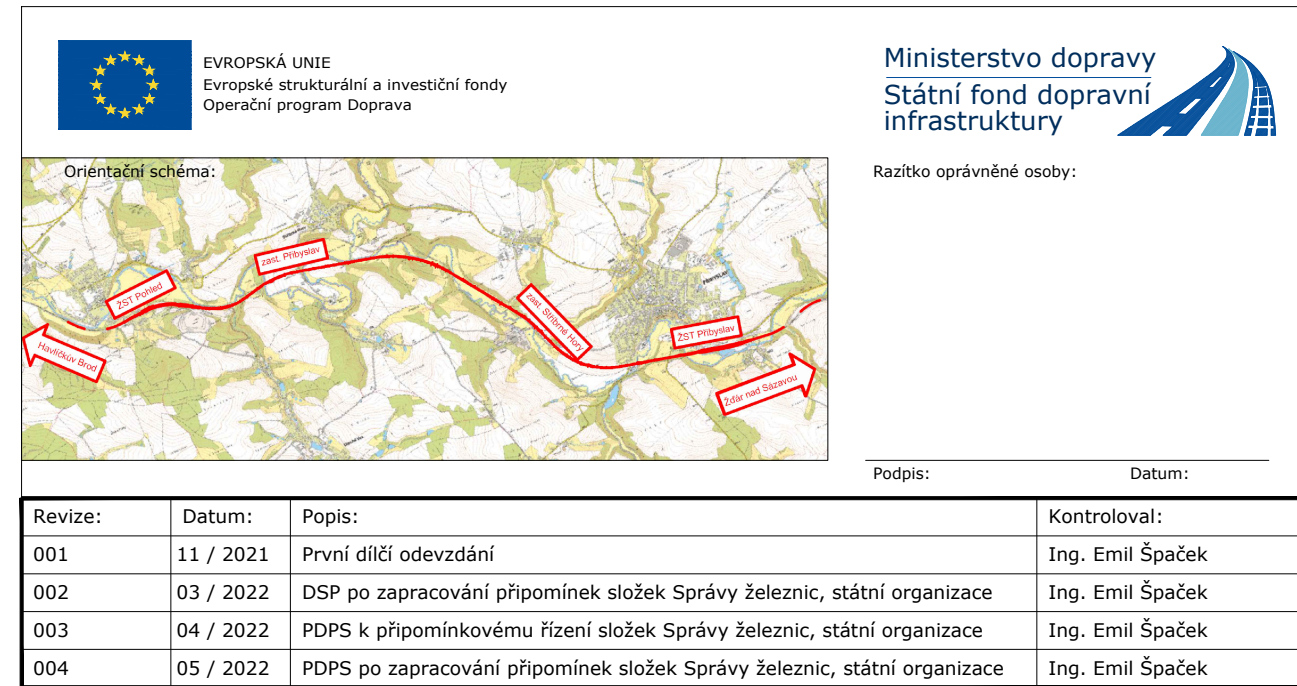 EVROPSKÁ UNIE
Evropské strukturální a investiční fondy
Operační program Doprava
Ministerstvo dopravy
Státní fond dopravní
infrastruktury
Orientační schéma:
Razítko oprávněné osoby:
zast. Přibyslav
ŽST Pohled
zast. Stříbrné Hory
PŘIBYSLAV
ŽST Přibyslav
Havlíčkův Brod
Žďár nad Sázavou
Podpis: Datum:
Revize: Datum: Popis: Kontroloval:
001 11 / 2021 První dílčí odevzdání Ing. Emil Špaček
002 03 / 2022 DSP po zapracování připomínek složek Správy železnic, státní organizace Ing. Emil Špaček
003 04 / 2022 PDPS k připomínkovému řízení složek Správy železnic, státní organizace Ing. Emil Špaček
004 05 / 2022 PDPS po zapracování připomínek složek Správy železnic, státní organizace Ing. Emil Špaček